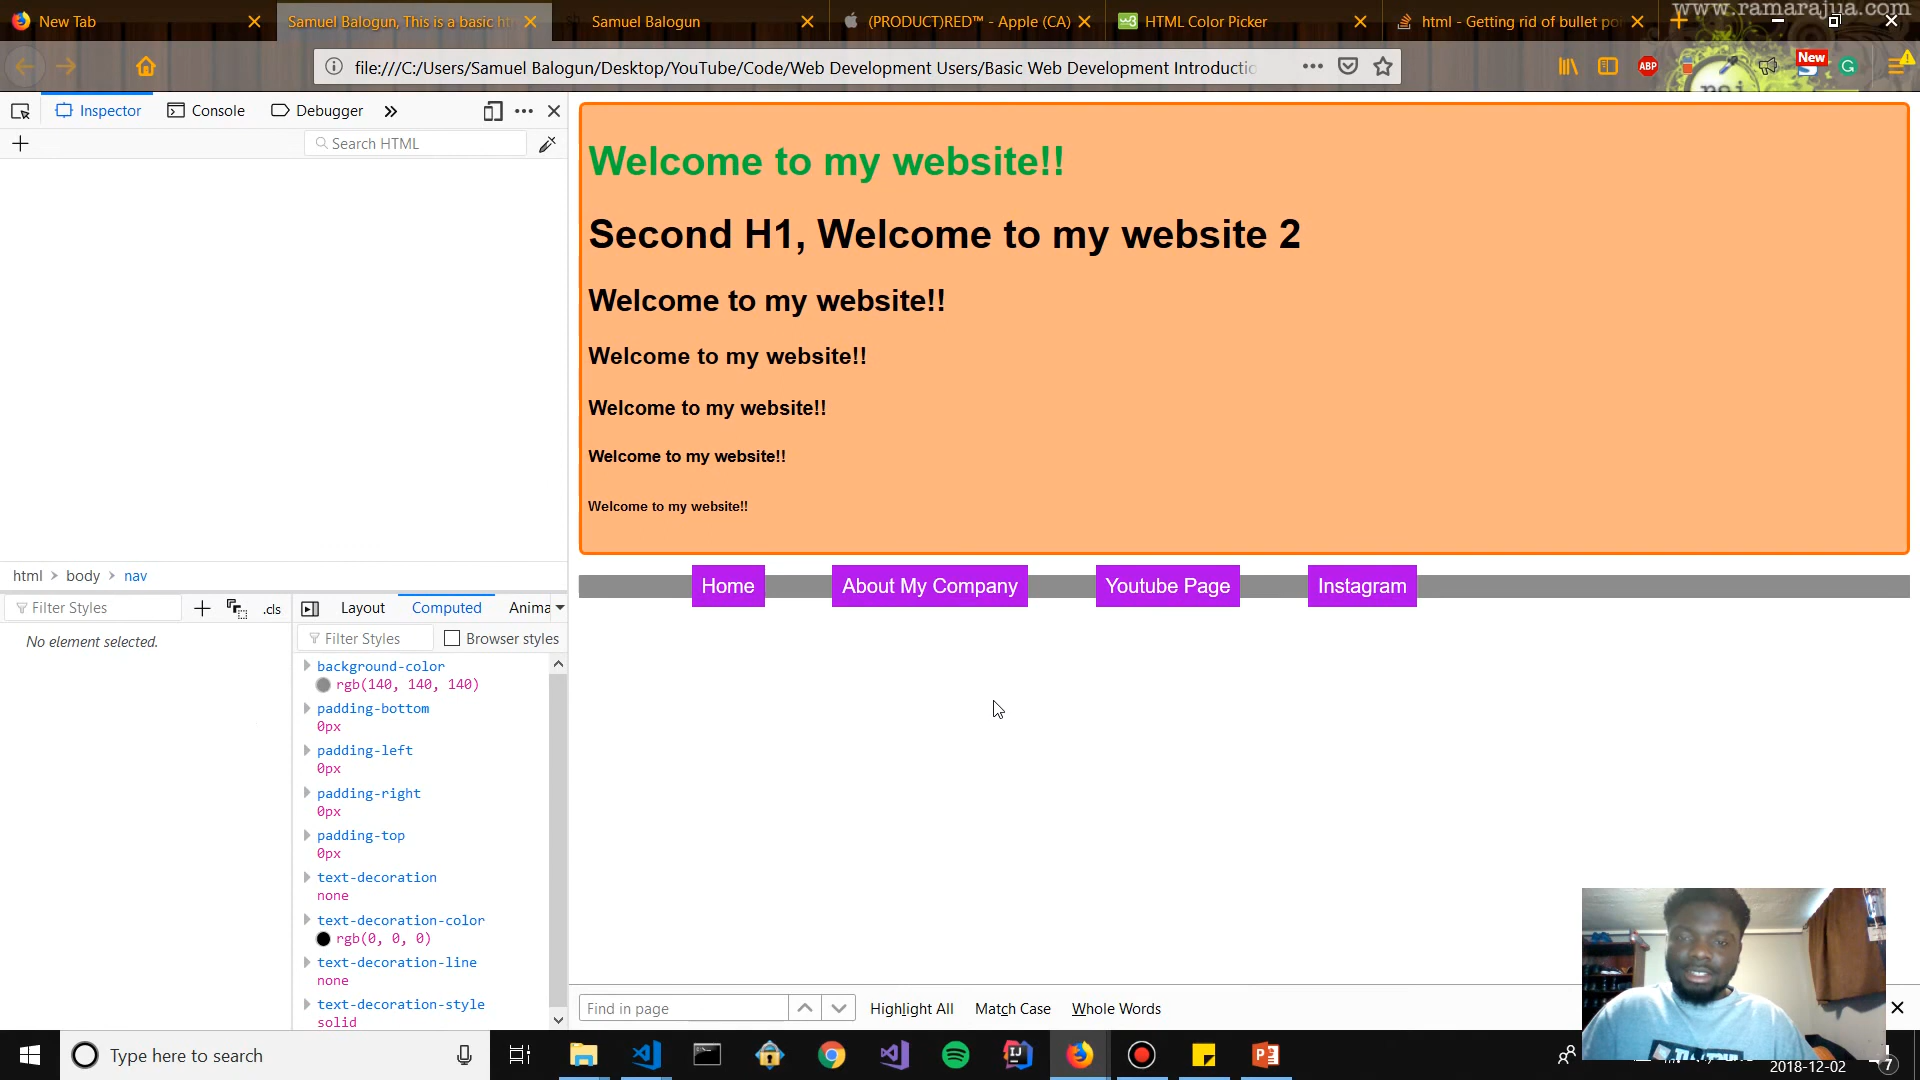 New Tab
Samuel Balogun, This is a basic ht
Samuel Balogun
(PRODUCT)RED™ - Apple (CA)
HTML Color Picker
html - Getting rid of bullet poi
www.ramarajua.com
file:///C:/Users/Samuel Balogun/Desktop/YouTube/Code/Web Development Users/Basic Web Development Introductio
ABP
New
Inspector
Console
Debugger
Search HTML
html
body
nav
Filter Styles
.cls
Layout
Computed
Anima
No element selected.
Filter Styles
Browser styles
background-color
rgb(140, 140, 140)
padding-bottom
0px
padding-left
0px
padding-right
0px
padding-top
0px
text-decoration
none
text-decoration-color
rgb(0, 0, 0)
text-decoration-line
none
text-decoration-style
solid
Welcome to my website!!
Second H1, Welcome to my website 2
Welcome to my website!!
Welcome to my website!!
Welcome to my website!!
Welcome to my website!!
Welcome to my website!!
Home
About My Company
Youtube Page
Instagram
Find in page
Highlight All
Match Case
Whole Words
Type here to search
2018-12-02
7